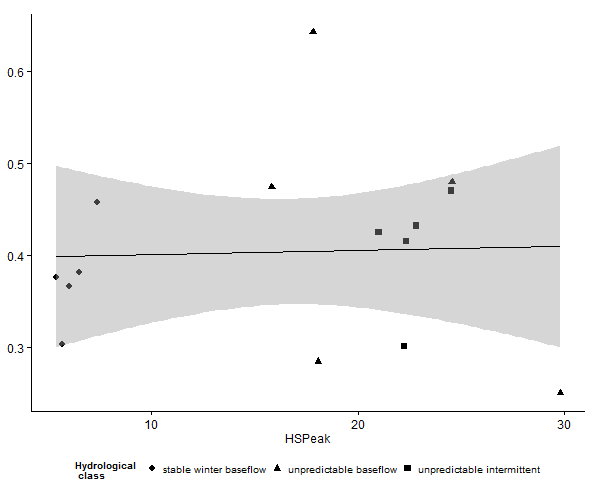 0.6
0.5
0.4
0.3
10 20 30
HSPeak
Hydrological class
stable winter baseflow unpredictable baseflow unpredictable intermittent